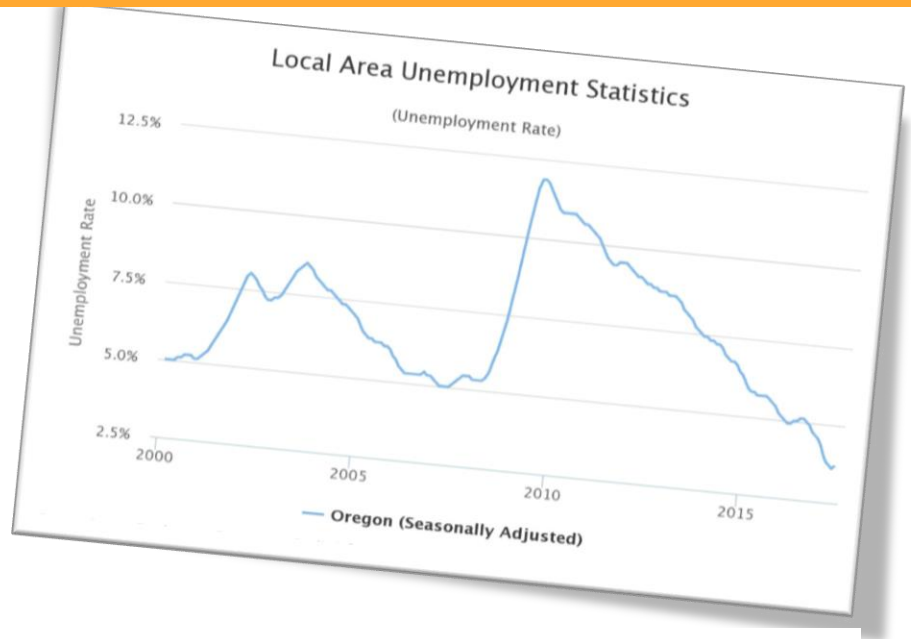 Local Area Unemployment Statistics
(Unemployment Rate)
12.5%
10.0%
7.5%
5.0%
2.5%
Unemployment Rate
2000
2005
2010
2015
Oregon (Seasonally Adjusted)